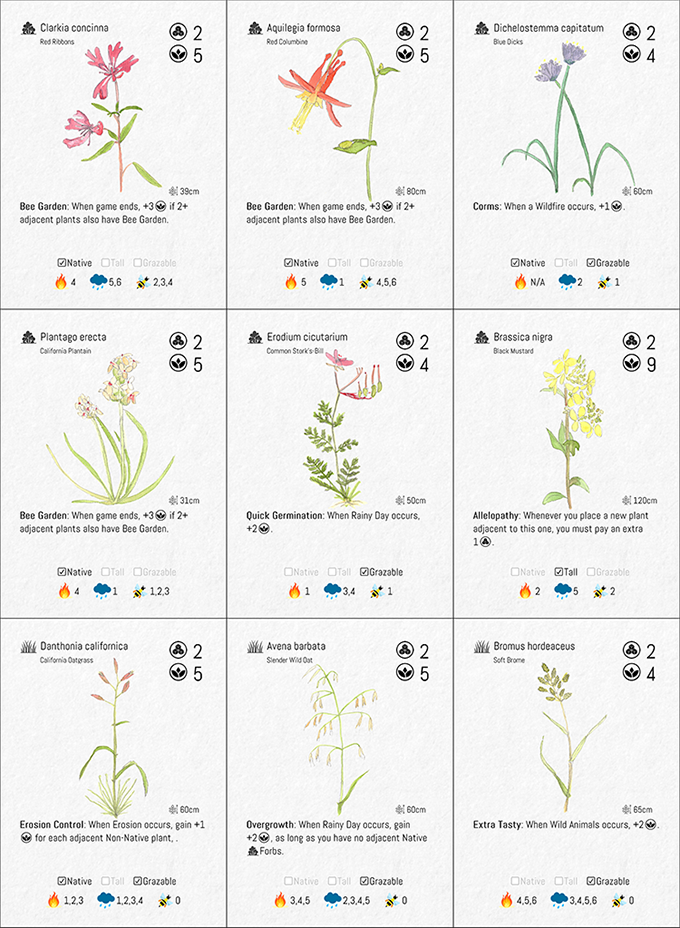 Clarkia concinna
Red Ribbons
2
5
39cm
Bee Garden: When game ends, +3 if 2+
adjacent plants also have Bee Garden.
Native Tall Grazable
4 5,6 2,3,4
Aquilegia formosa
Red Columbine
2
5
80cm
Bee Garden: When game ends, +3 if 2+
adjacent plants also have Bee Garden.
Native Tall Grazable
5 1 4,5,6
Dichelostemma capitatum
Blue Dicks
2
4
60cm
Corms: When a Wildfire occurs, +1 .
Native Tall Grazable
N/A 2 1
Plantago erecta
California Plantain
2
5
31cm
Bee Garden: When game ends, +3 if 2+
adjacent plants also have Bee Garden.
Native Tall Grazable
4 1 1,2,3
Erodium cicutarium
Common Stork's-Bill
2
4
50cm
Quick Germination: When Rainy Day occurs,
+2 .
Native Tall Grazable
1 3,4 1
Brassica nigra
Black Mustard
2
9
120cm
Allelopathy: Whenever you place a new plant
adjacent to this one, you must pay an extra
1 .
Native Tall Grazable
2 5 2
Danthonia californica
California Oatgrass
2
5
60cm
Erosion Control: When Erosion occurs, gain +1
for each adjacent Non-Native plant, .
Native Tall Grazable
1,2,3 1,2,3,4 0
Avena barbata
Slender Wild Oat
2
5
60cm
Overgrowth: When Rainy Day occurs, gain
+2 , as long as you have no adjacent Native
Forbs.
Native Tall Grazable
3,4,5 2,3,4,5 0
Bromus hordeaceus
Soft Brome
2
4
65cm
Extra Tasty: When Wild Animals occurs, +2 .
Native Tall Grazable
4,5,6 3,4,5,6 0